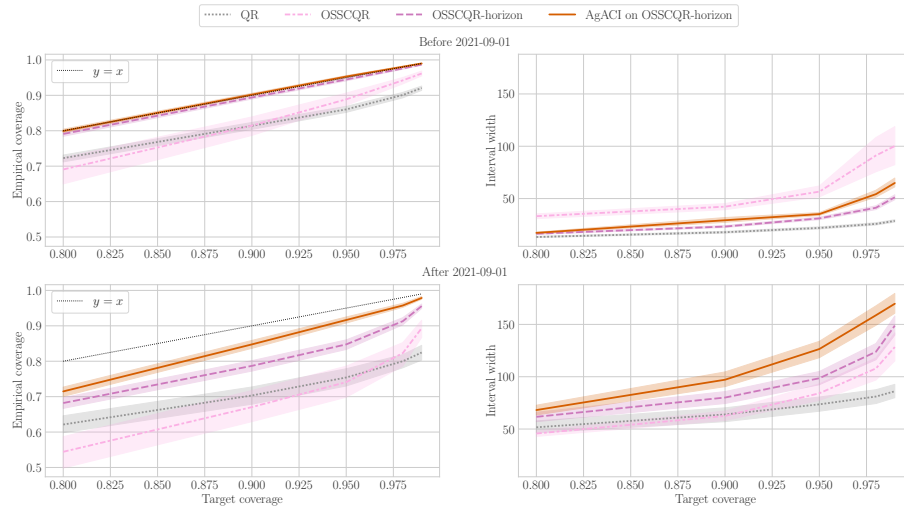 QR OSSCQR OSSCQR-horizon AgACI on OSSCQR-horizon
Before 2021-09-01
y = x
Empirical coverage
1.0
0.9
0.8
0.7
0.6
0.5
0.800 0.825 0.850 0.875 0.900 0.925 0.950 0.975
Interval width
150
100
50
0.800 0.825 0.850 0.875 0.900 0.925 0.950 0.975
After 2021-09-01
y = x
Empirical coverage
1.0
0.9
0.8
0.7
0.6
0.5
0.800 0.825 0.850 0.875 0.900 0.925 0.950 0.975
Target coverage
Interval width
150
100
50
0.800 0.825 0.850 0.875 0.900 0.925 0.950 0.975
Target coverage